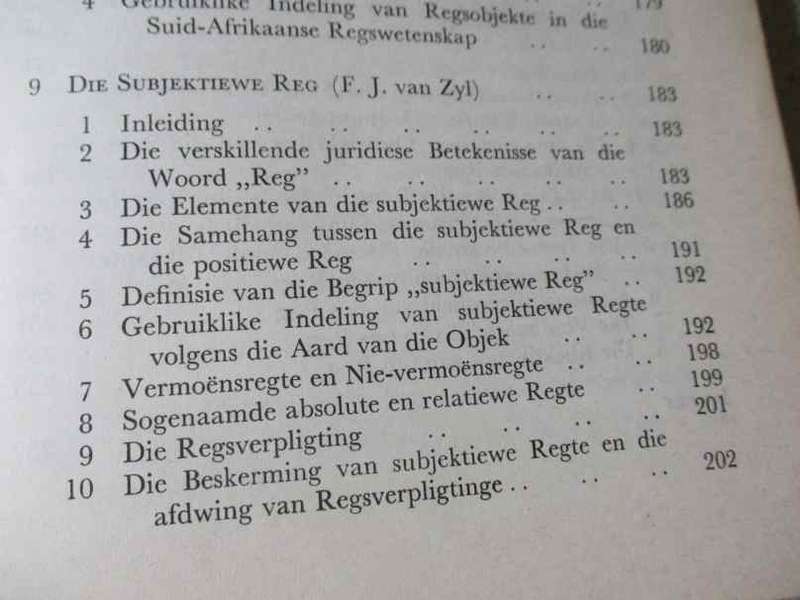 4 Gebruiklike Indeling van Regsobjekte in die 179
Suid-Afrikaanse Regswetenskap .. .. 180
9 DIE SUBJEKTIEWE REG (F. J. van Zyl) .. .. 183
1 Inleiding .. .. .. .. .. .. 183
2 Die verskillende juridiese Betekenisse van die
Woord „Reg” .. .. .. .. .. 183
3 Die Elemente van die subjektiewe Reg .. .. .. 186
4 Die Samehang tussen die subjektiewe Reg en
die positiewe Reg .. .. .. .. 191
5 Definisie van die Begrip „subjektiewe Reg” .. 192
6 Gebruiklike Indeling van subjektiewe Regte
volgens die Aard van die Objek .. .. 192
7 Vermoënsregte en Nie-vermoënsregte .. .. 198
8 Sogenaamde absolute en relatiewe Regte .. 199
9 Die Regsverpligting .. .. .. .. 201
10 Die Beskerming van subjektiewe Regte en die
afdwing van Regsverpligtinge .. .. .. 202